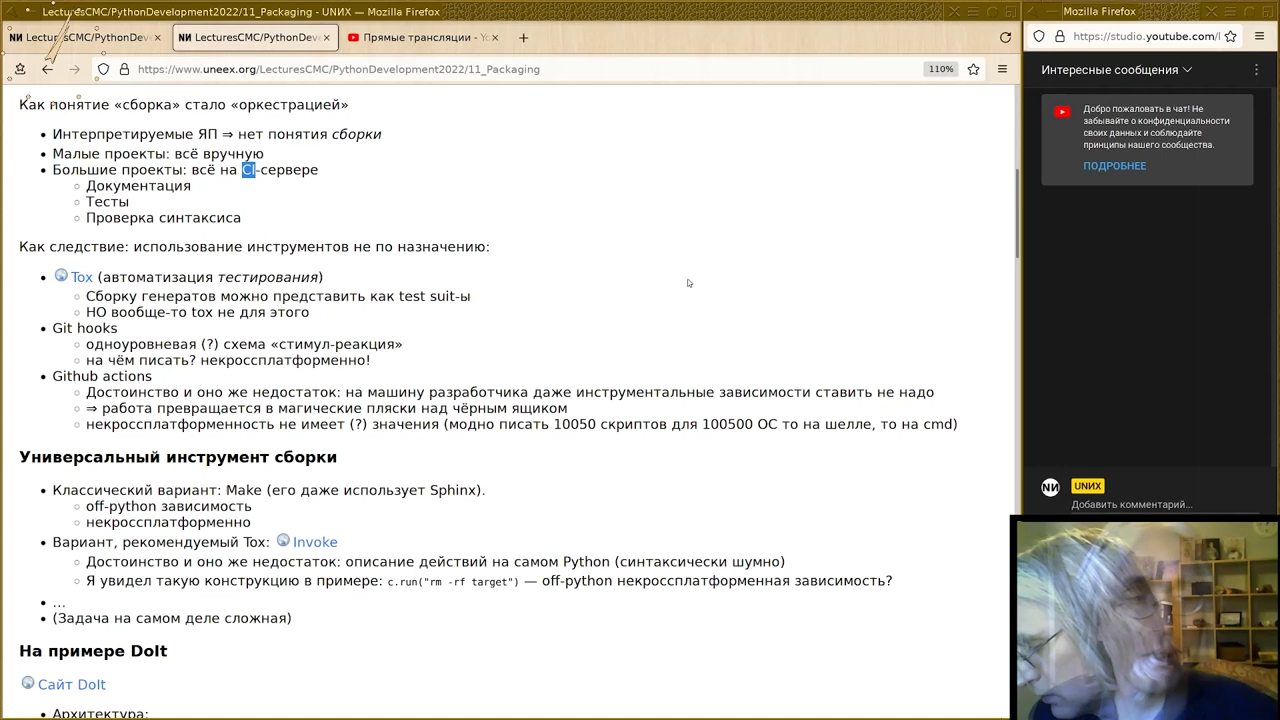 LecturesCMC/PythonDevelopment2022/11_Packaging - UNИX — Mozilla Firefox
Mozilla Firefox
LecturesCMC/PythonDeve
LecturesCMC/PythonDeve
Прямые трансляции - Yo
https://www.uneex.org/LecturesCMC/PythonDevelopment2022/11_Packaging
110%
https://studio.youtube.com/l
Как понятие «сборка» стало «оркестрацией»
Интерпретируемые ЯП ⇒ нет понятия сборки
Малые проекты: всё вручную
Большие проекты: всё на CI-сервере
Документация
Тесты
Проверка синтаксиса
Как следствие: использование инструментов не по назначению:
Tox (автоматизация тестирования)
Сборку генератов можно представить как test suit-ы
НО вообще-то tox не для этого
Git hooks
одноуровневая (?) схема «стимул-реакция»
на чём писать? некроссплатформенно!
Github actions
Достоинство и оно же недостаток: на машину разработчика даже инструментальные зависимости ставить не надо
⇒ работа превращается в магические пляски над чёрным ящиком
некроссплатформенность не имеет (?) значения (модно писать 10050 скриптов для 100500 ОС то на шелле, то на cmd)
Универсальный инструмент сборки
Классический вариант: Make (его даже использует Sphinx).
off-python зависимость
некроссплатформенно
Вариант, рекомендуемый Tox: Invoke
Достоинство и оно же недостаток: описание действий на самом Python (синтаксически шумно)
Я увидел такую конструкцию в примере: c.run("rm -rf target") — off-python некроссплатформенная зависимость?
…
(Задача на самом деле сложная)
На примере DoIt
Сайт DoIt
Архитектура:
Интересные сообщения
Добро пожаловать в чат! Не
забывайте о конфиденциальности
своих данных и соблюдайте
принципы нашего сообщества.
ПОДРОБНЕЕ
NИ
UNИX
Добавить комментарий...